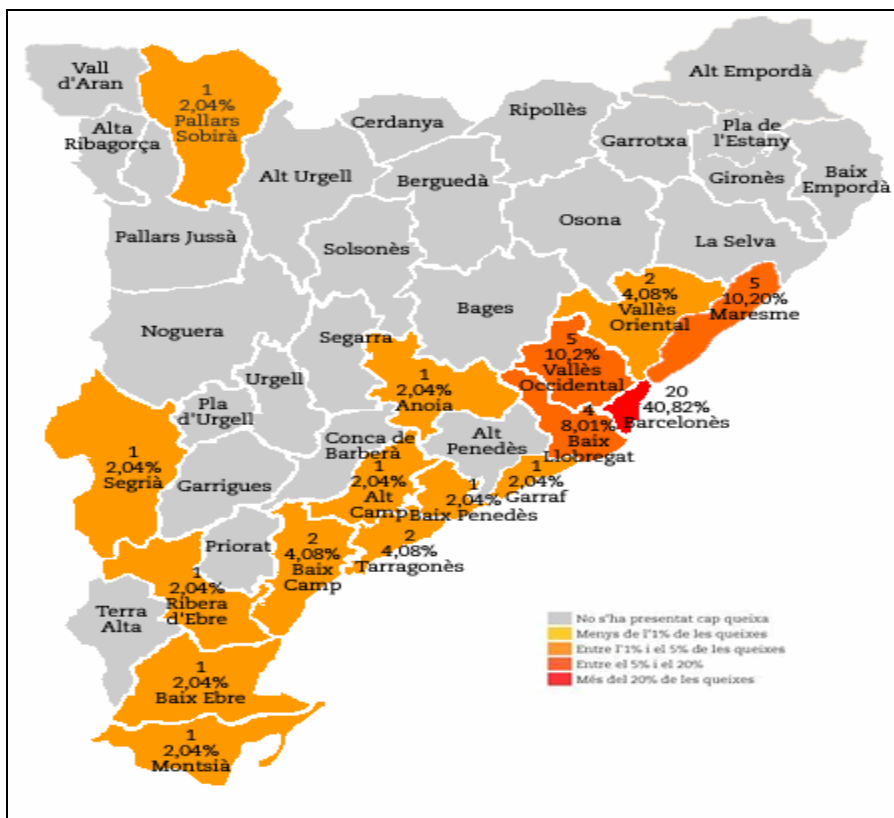 Vall
d'Aran
1
2,04%
Pallars
Sobirà
Alta
Ribagorça
Cerdanya
Ripollès
Alt Empordà
Garrotxa
Pla de
l'Estany
Gironès
Baix
Empordà
Alt Urgell
Berguedà
Osona
La Selva
Pallars Jussà
Solsonès
Bages
Noguera
Segarra
2
4,08%
Vallès
Oriental
5
10,20%
Maresme
5
10,2%
Vallès
Occidental
Urgell
1
2,04%
Anoia
Pla
d'Urgell
20
40,82%
Barcelonès
4
8,01%
Baix
Llobregat
Conca de
Barberà
Alt
Penedès
1
2,04%
Segrià
Garrigues
1
2,04%
Alt
Camp
1
2,04%
Baix Penedès
1
2,04%
Garraf
Priorat
2
4,08%
Baix
Camp
2
4,08%
Tarragonès
1
2,04%
Ribera
d'Ebre
Terra
Alta
1
2,04%
Baix Ebre
1
2,04%
Montsià
No s'ha presentat cap queixa
Menys de l'1% de les queixes
Entre l'1% i el 5% de les queixes
Entre el 5% i el 20%
Més del 20% de les queixes